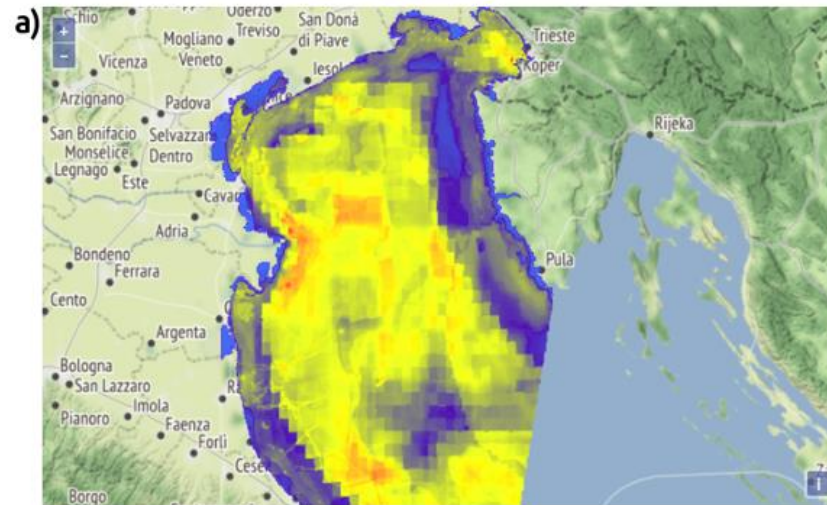 a)
+
−
Schio
Oderzo
Treviso
San Donà
di Piave
Mogliano
Veneto
Trieste
Vicenza
Koper
Arzignano
Padova
Rijeka
San Bonifacio
Selvazzan
Monselice
Dentro
Legnago
Este
Cavar
Adria
Pula
Bondeno
Ferrara
Cento
Argenta
Bologna
San Lazzaro
Imola
Pianoro
Faenza
Forlì
Cese
Borgo
i